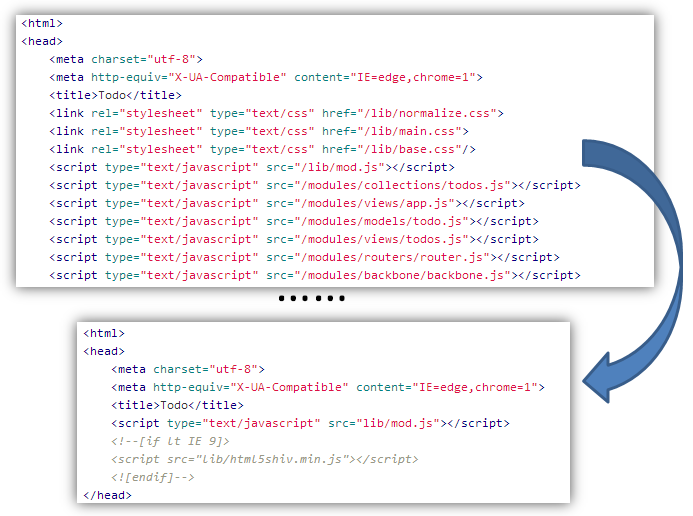 <html>
<head>
<meta charset="utf-8">
<meta http-equiv="X-UA-Compatible" content="IE=edge,chrome=1">
<title>Todo</title>
<link rel="stylesheet" type="text/css" href="/lib/normalize.css">
<link rel="stylesheet" type="text/css" href="/lib/main.css">
<link rel="stylesheet" type="text/css" href="/lib/base.css"/>
<script type="text/javascript" src="/lib/mod.js"></script>
<script type="text/javascript" src="/modules/collections/todos.js"></script>
<script type="text/javascript" src="/modules/views/app.js"></script>
<script type="text/javascript" src="/modules/models/todo.js"></script>
<script type="text/javascript" src="/modules/views/todos.js"></script>
<script type="text/javascript" src="/modules/routers/router.js"></script>
<script type="text/javascript" src="/modules/backbone/backbone.js"></script>
······
<html>
<head>
<meta charset="utf-8">
<meta http-equiv="X-UA-Compatible" content="IE=edge,chrome=1">
<title>Todo</title>
<script type="text/javascript" src="lib/mod.js"></script>
<!--[if lt IE 9]>
<script src="lib/html5shiv.min.js"></script>
<![endif]-->
</head>